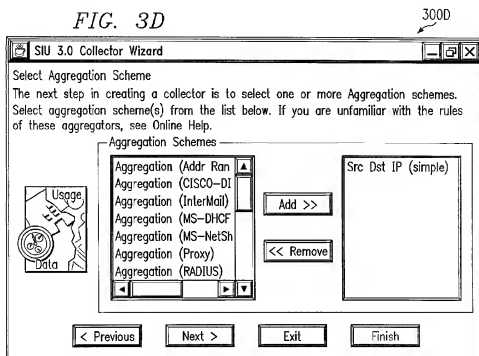 FIG. 3D
300D
SIU 3.0 Collector Wizard
Select Aggregation Scheme
The next step in creating a collector is to select one or more Aggregation schemes.
Select aggregation scheme(s) from the list below. If you are unfamiliar with the rules
of these aggregators, see Online Help.
Aggregation Schemes
Aggregation (Addr Ran
Aggregation (CISCO-DI
Aggregation (InterMail)
Aggregation (MS-DHCF
Aggregation (MS-NetSh
Aggregation (Proxy)
Aggregation (RADIUS)
Add >>
<< Remove
Src Dst IP (simple)
Usage
Data
< Previous
Next >
Exit
Finish